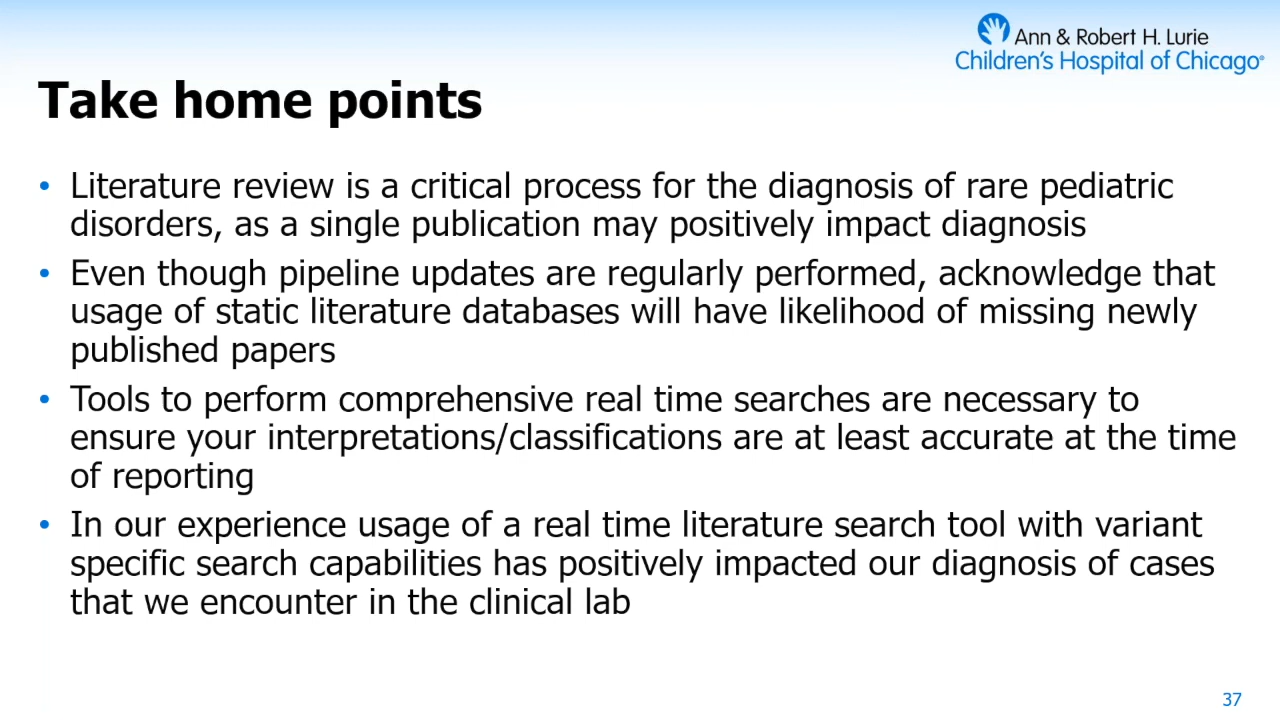 Ann & Robert H. Lurie
Children's Hospital of Chicago®
Take home points
• Literature review is a critical process for the diagnosis of rare pediatric
disorders, as a single publication may positively impact diagnosis
• Even though pipeline updates are regularly performed, acknowledge that
usage of static literature databases will have likelihood of missing newly
published papers
• Tools to perform comprehensive real time searches are necessary to
ensure your interpretations/classifications are at least accurate at the time
of reporting
• In our experience usage of a real time literature search tool with variant
specific search capabilities has positively impacted our diagnosis of cases
that we encounter in the clinical lab
37